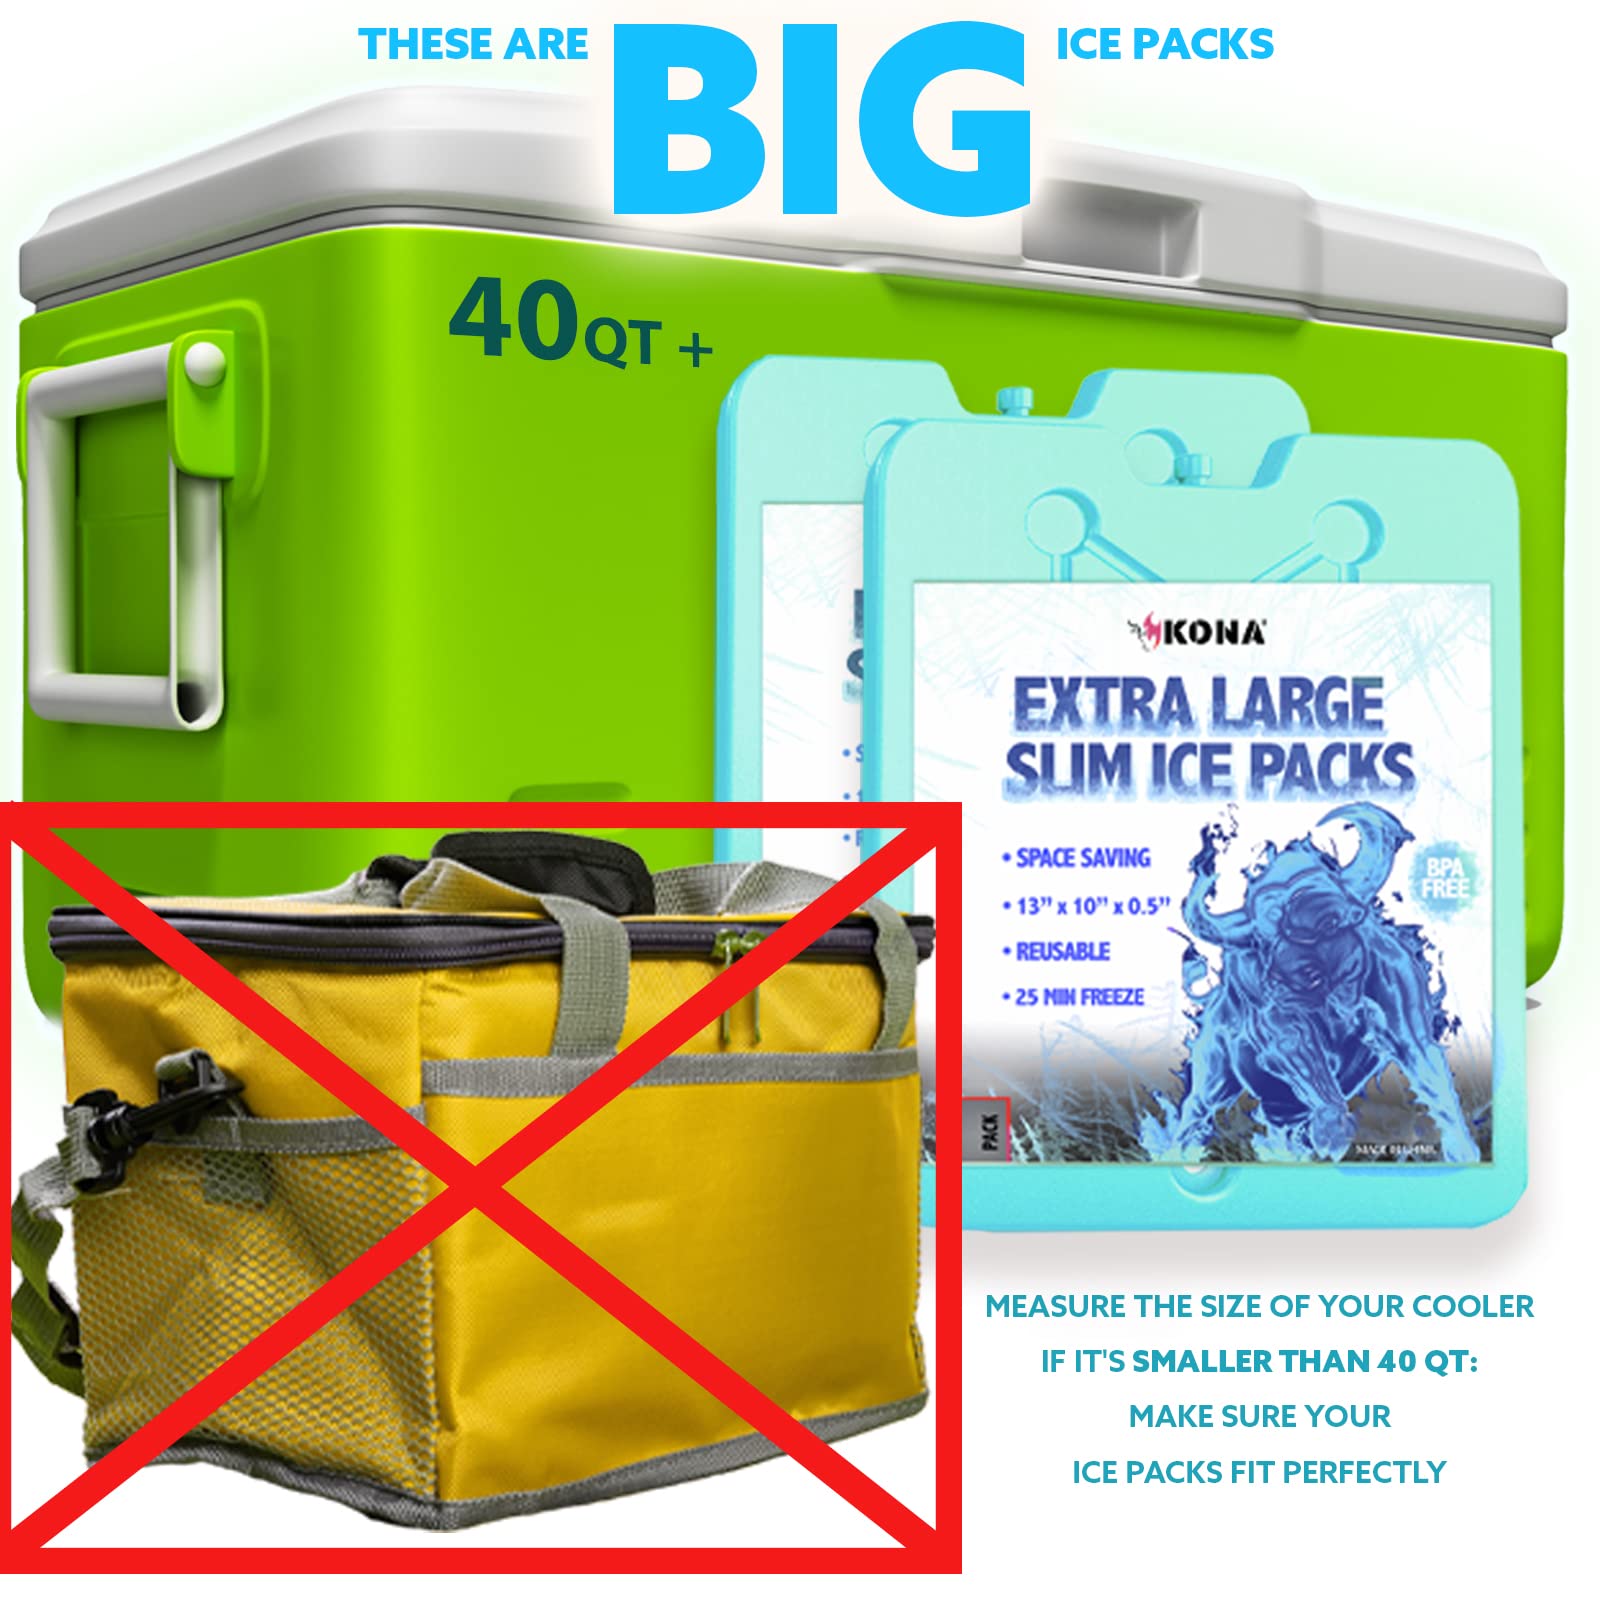 THESE ARE BIG ICE PACKS
40QT +
KONA
EXTRA LARGE
SLIM ICE PACKS
• SPACE SAVING
• 13” x 10” x 0.5”
• REUSABLE
• 25 MIN FREEZE
BPA
FREE
PACK
MEASURE THE SIZE OF YOUR COOLER
IF IT'S SMALLER THAN 40 QT:
MAKE SURE YOUR
ICE PACKS FIT PERFECTLY